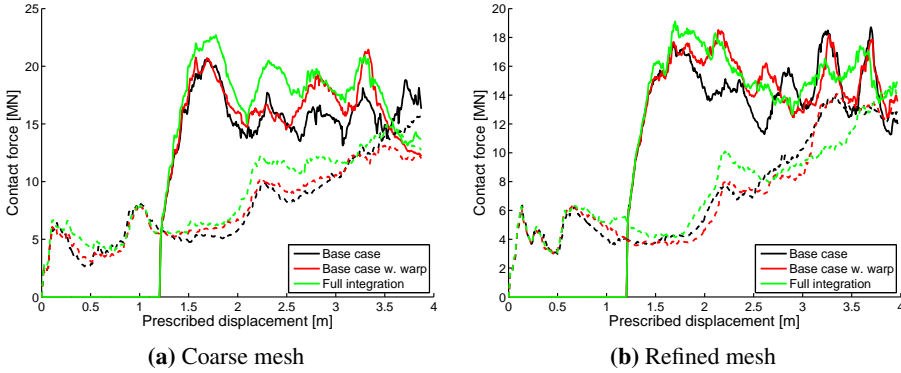 25
20
15
10
5
0
Contact force [MN]
0 0.5 1 1.5 2 2.5 3 3.5 4
Prescribed displacement [m]
Base case
Base case w. warp
Full integration
(a) Coarse mesh
20
18
16
14
12
10
8
6
4
2
0
Contact force [MN]
0 0.5 1 1.5 2 2.5 3 3.5 4
Prescribed displacement [m]
Base case
Base case w. warp
Full integration
(b) Refined mesh